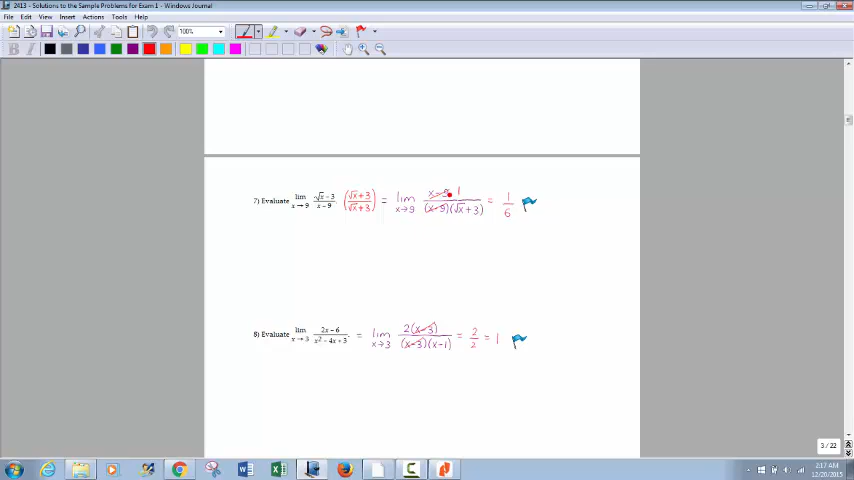 2413 - Solutions to the Sample Problems for Exam 1 - Windows Journal
File Edit View Insert Actions Tools Help
100%
B I
7) Evaluate lim x→9 (√x − 3)/(x − 9) · ((√x + 3)/(√x + 3)) = lim x→9 (x − 9) 1/((x − 9)(√x + 3)) = 1/6
8) Evaluate lim x→3 (2x − 6)/(x² − 4x + 3) = lim x→3 2(x − 3)/((x − 3)(x − 1)) = 2/2 = 1
3 / 22
2:17 AM
12/20/2015